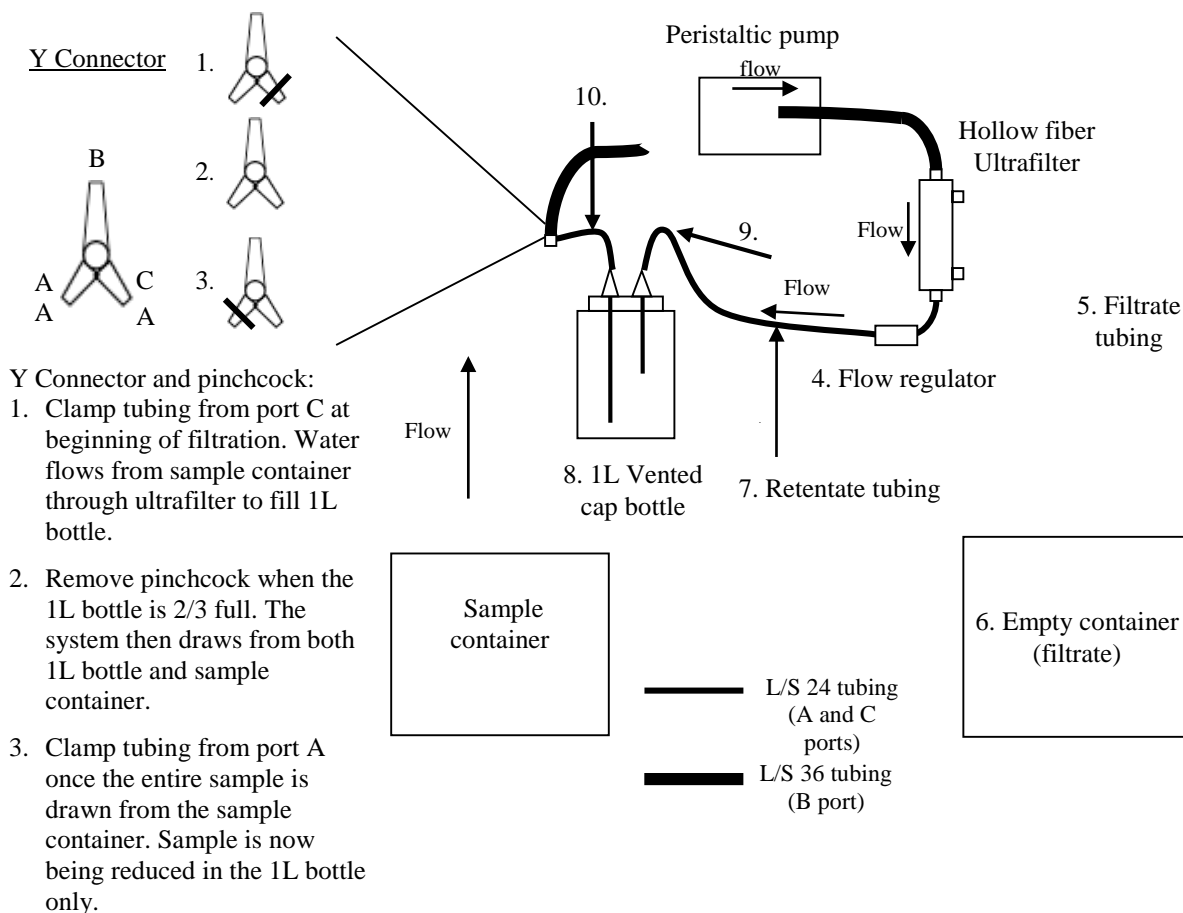 Y Connector
1.
2.
3.
B
A
A
C
A
Peristaltic pump
flow
10.
Hollow fiber
Ultrafilter
Flow
9.
Flow
5. Filtrate
tubing
4. Flow regulator
Flow
8. 1L Vented
cap bottle
7. Retentate tubing
Y Connector and pinchcock:
1. Clamp tubing from port C at
beginning of filtration. Water
flows from sample container
through ultrafilter to fill 1L
bottle.
2. Remove pinchcock when the
1L bottle is 2/3 full. The
system then draws from both
1L bottle and sample
container.
3. Clamp tubing from port A
once the entire sample is
drawn from the sample
container. Sample is now
being reduced in the 1L bottle
only.
Sample
container
6. Empty container
(filtrate)
L/S 24 tubing
(A and C
ports)
L/S 36 tubing
(B port)